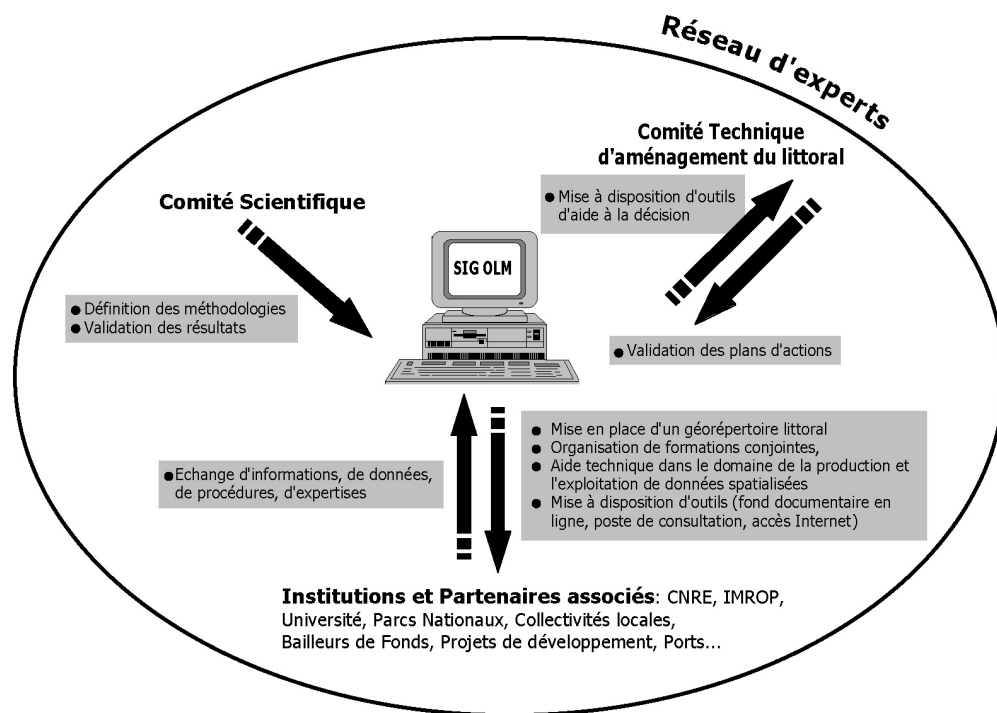 Réseau d'experts
Comité Technique
d'aménagement du littoral
● Mise à disposition d'outils
d'aide à la décision
Comité Scientifique
SIG OLM
● Définition des méthodologies
● Validation des résultats
● Validation des plans d'actions
● Echange d'informations, de données,
de procédures, d'expertises
● Mise en place d'un géorépertoire littoral
● Organisation de formations conjointes,
● Aide technique dans le domaine de la production et
l'exploitation de données spatialisées
● Mise à disposition d'outils (fond documentaire en
ligne, poste de consultation, accès Internet)
Institutions et Partenaires associés: CNRE, IMROP,
Université, Parcs Nationaux, Collectivités locales,
Bailleurs de Fonds, Projets de développement, Ports...